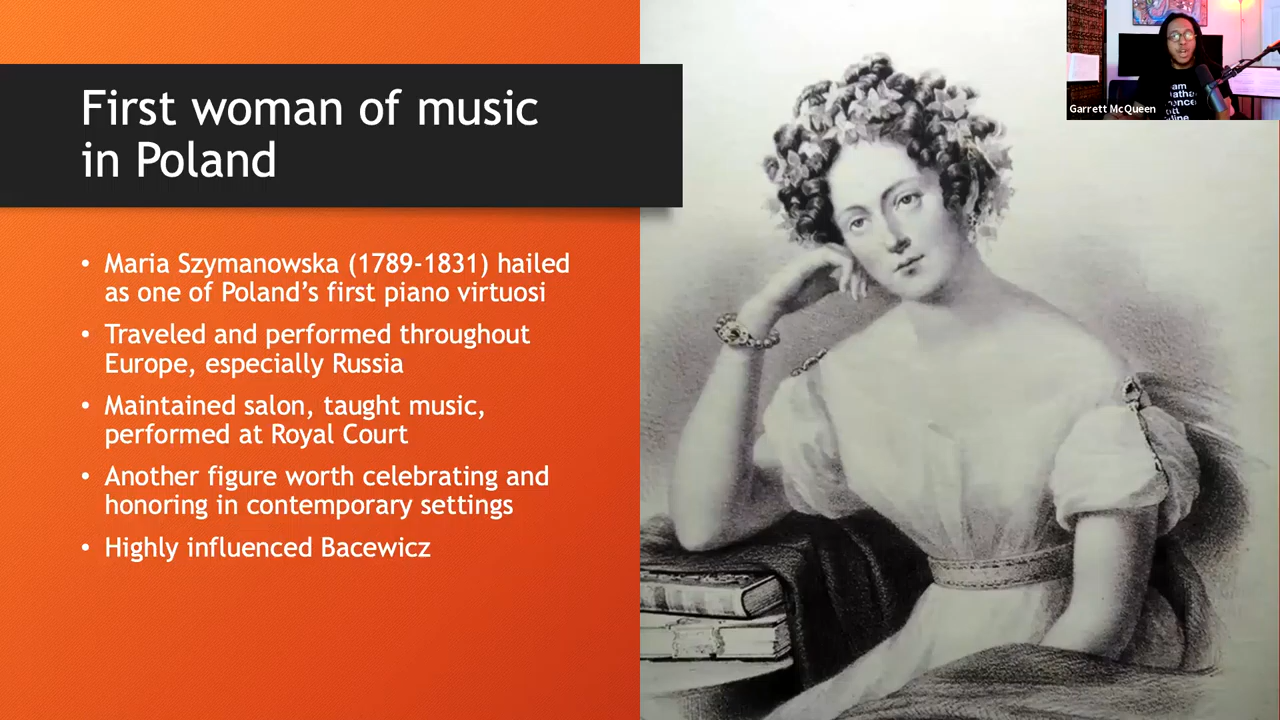 First woman of music
in Poland
• Maria Szymanowska (1789-1831) hailed
as one of Poland’s first piano virtuosi
• Traveled and performed throughout
Europe, especially Russia
• Maintained salon, taught music,
performed at Royal Court
• Another figure worth celebrating and
honoring in contemporary settings
• Highly influenced Bacewicz
Garrett McQueen